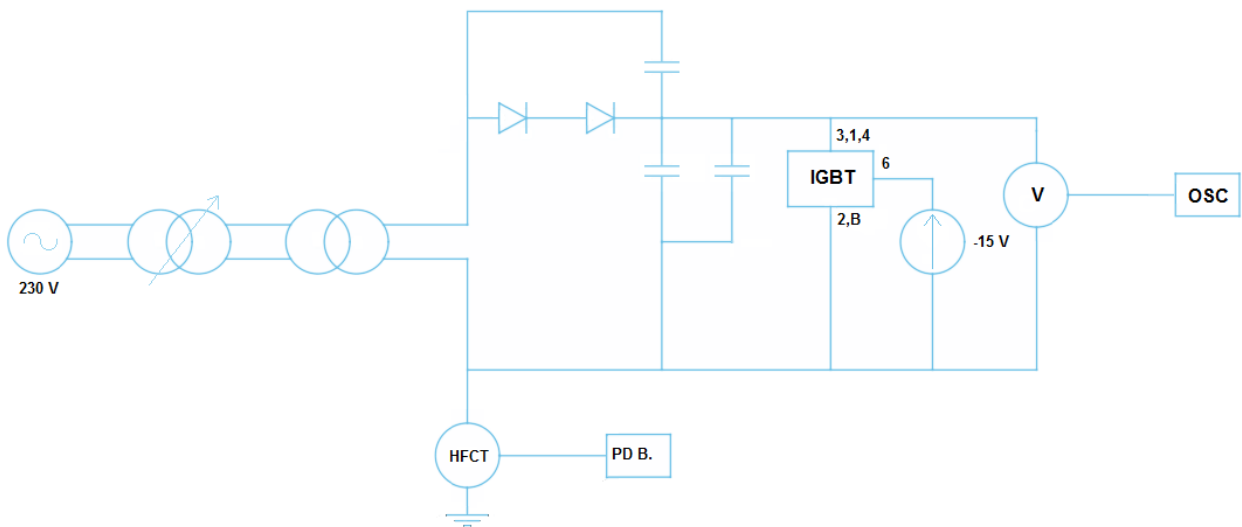 3,1,4
6
IGBT
V
OSC
2,B
-15 V
230 V
HFCT
PD B.